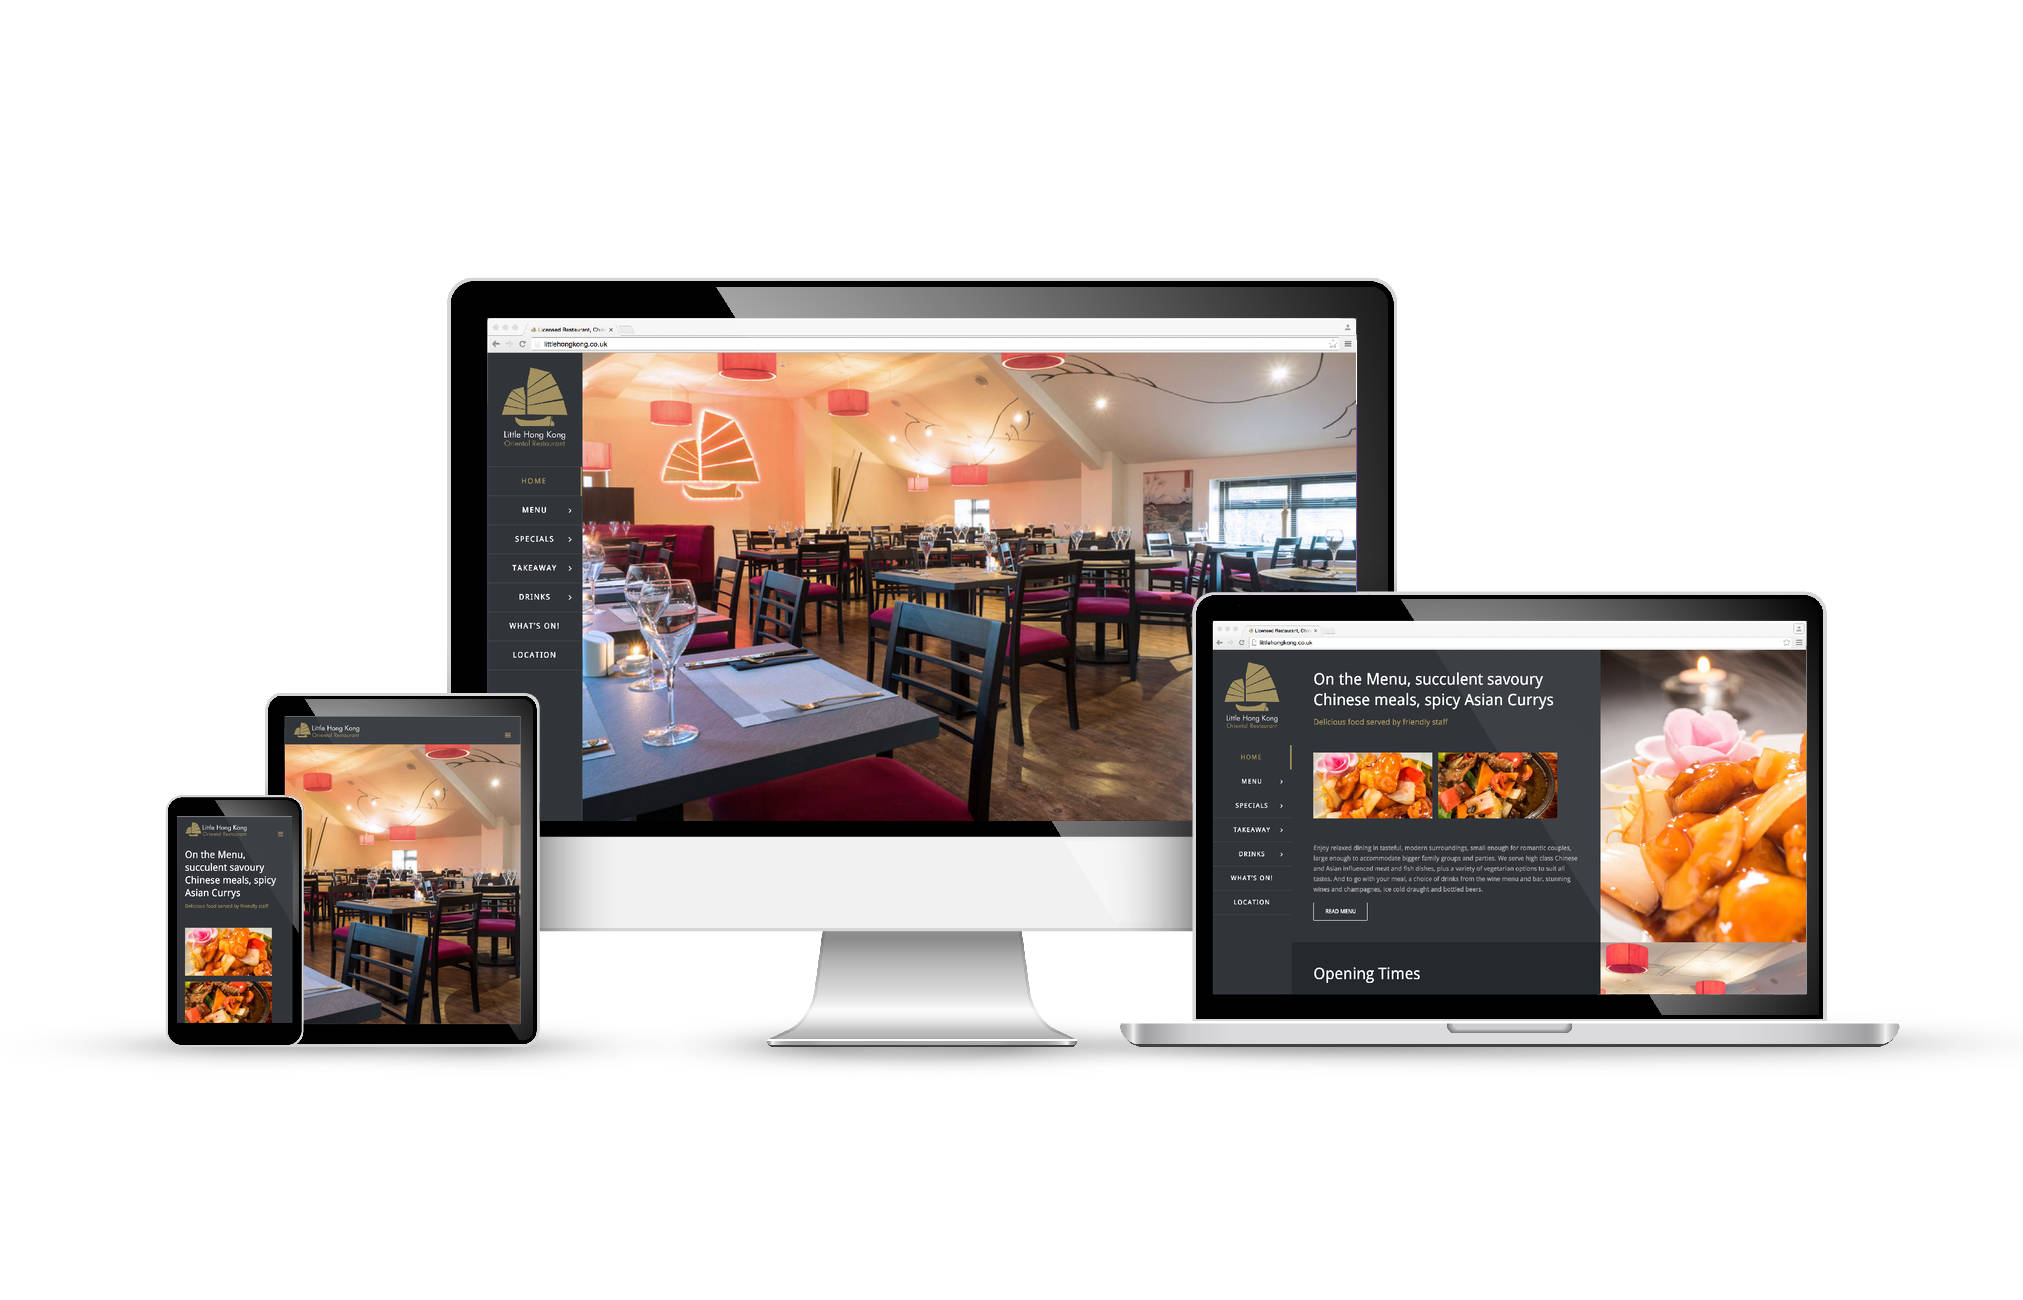 Licensed Restaurant, Chin
littlehongkong.co.uk
Little Hong Kong
Oriental Restaurant
HOME
MENU
SPECIALS
TAKEAWAY
DRINKS
WHAT'S ON!
LOCATION
Little Hong Kong
Oriental Restaurant
Little Hong Kong
Oriental Restaurant
On the Menu,
succulent savoury
Chinese meals, spicy
Asian Currys
Delicious food served by friendly staff
Licensed Restaurant, Chin
littlehongkong.co.uk
Little Hong Kong
Oriental Restaurant
HOME
MENU
SPECIALS
TAKEAWAY
DRINKS
WHAT'S ON!
LOCATION
On the Menu, succulent savoury
Chinese meals, spicy Asian Currys
Delicious food served by friendly staff
Enjoy relaxed dining in tasteful, modern surroundings, small enough for romantic couples,
large enough to accommodate bigger family groups and parties. We serve high class Chinese
and Asian influenced meat and fish dishes, plus a variety of vegetarian options to suit all
tastes. And to go with your meal, a choice of drinks from the wine menu and bar, stunning
wines and champagnes, ice cold draught and bottled beers.
READ MENU
Opening Times